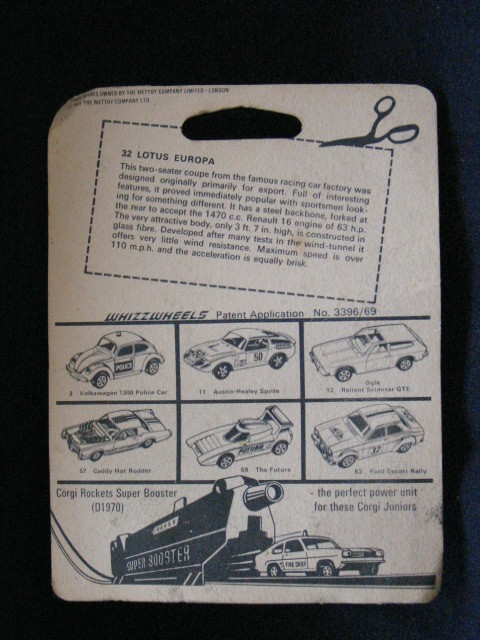 OWNED BY THE METTOY COMPANY LIMITED - LONDON
THE METTOY COMPANY LTD
32 LOTUS EUROPA
This two-seater coupe from the famous racing car factory was
designed originally primarily for export. Full of interesting
features, it proved immediately popular with sportsmen look-
ing for something different. It has a steel backbone, forked at
the rear to accept the 1470 c.c. Renault 16 engine of 63 h.p.
The very attractive body, only 3 ft. 7 in. high, is constructed in
glass fibre. Developed after many tests in the wind-tunnel it
offers very little wind resistance. Maximum speed is over
110 m.p.h. and the acceleration is equally brisk.
WHIZZWHEELS Patent Application No. 3396/69
POLICE
50
3 Volkswagen 1300 Police Car
11 Austin-Healey Sprite
Ogle
12 Reliant Scimitar GTE.
FUTURA
37
57 Caddy Hot Rodder
59 The Futura
63 Ford Escort Rally
Corgi Rockets Super Booster
(D1970)
- the perfect power unit
for these Corgi Juniors
SUPER BOOSTER
FIRE CHIEF